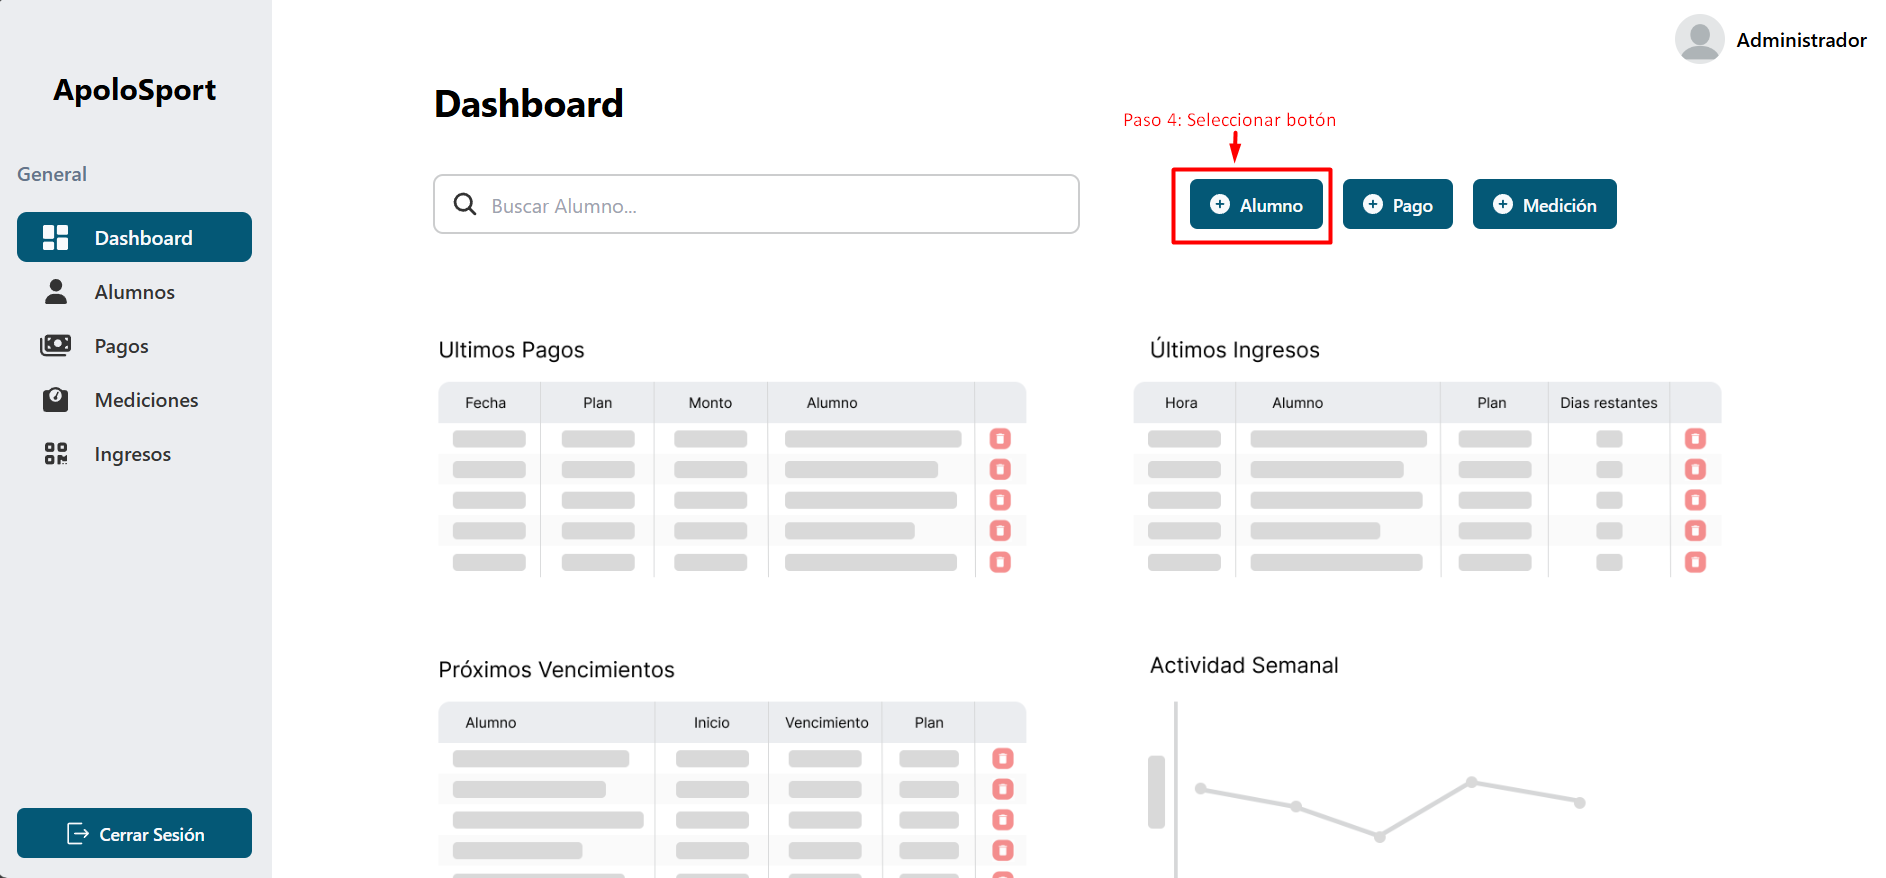 Administrador
ApoloSport
Dashboard
Paso 4: Seleccionar botón
General
Buscar Alumno...
Alumno
Pago
Medición
Dashboard
Alumnos
Pagos
Mediciones
Ingresos
Ultimos Pagos
Fecha Plan Monto Alumno
Últimos Ingresos
Hora Alumno Plan Dias restantes
Próximos Vencimientos
Alumno Inicio Vencimiento Plan
Actividad Semanal
Cerrar Sesión